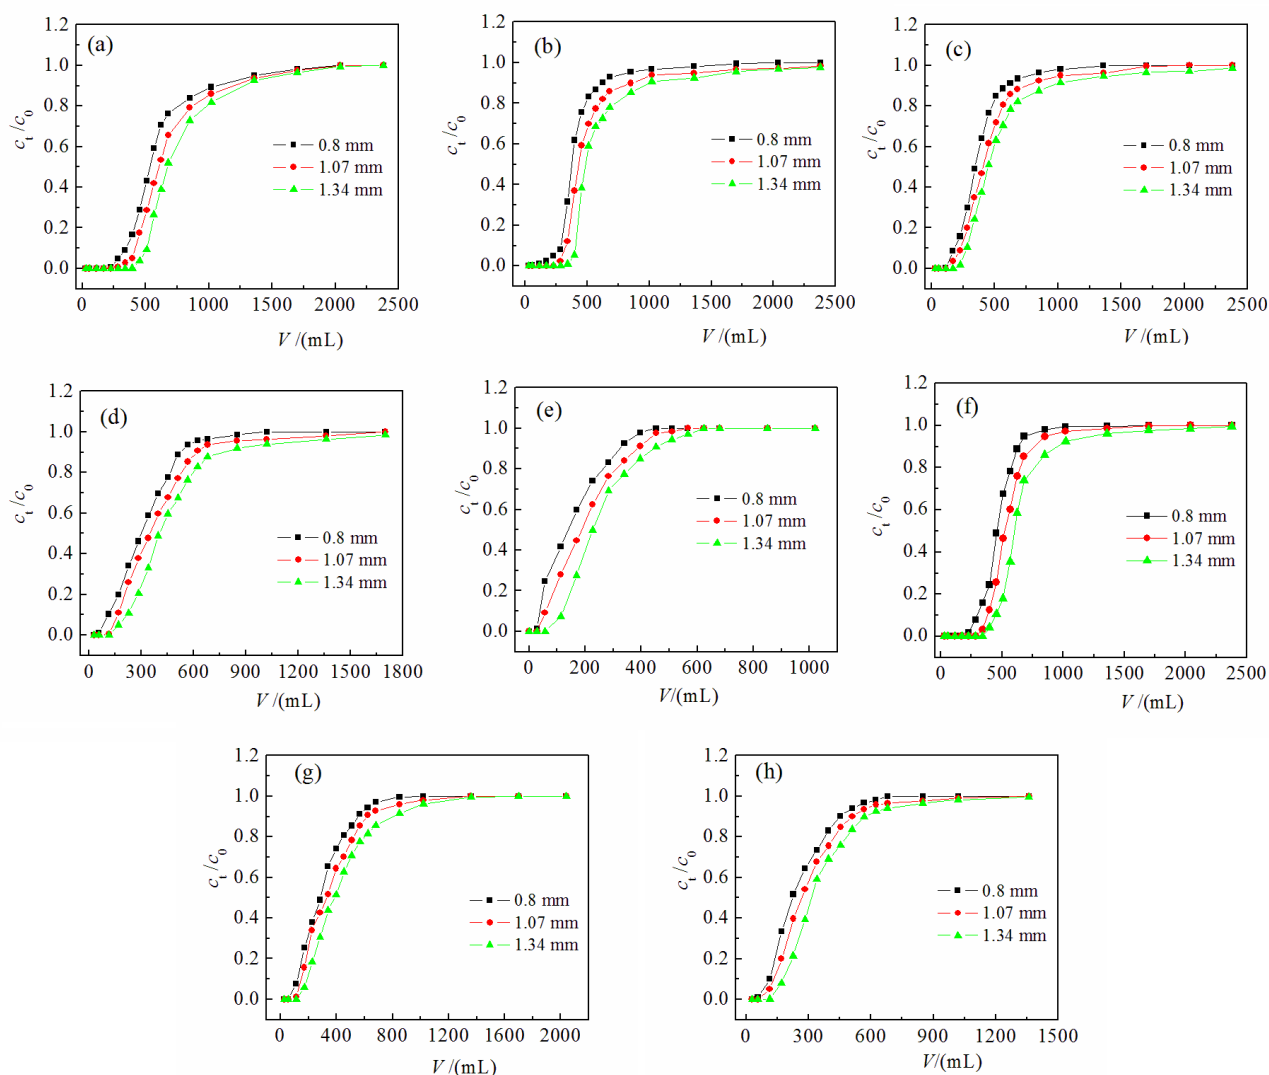 (a)
1.2
1.0
0.8
0.6
0.4
0.2
0.0
c_t/c_0
0.8 mm
1.07 mm
1.34 mm
0 500 1000 1500 2000 2500
V /(mL)
(b)
1.2
1.0
0.8
0.6
0.4
0.2
0.0
c_t/c_0
0.8 mm
1.07 mm
1.34 mm
0 500 1000 1500 2000 2500
V /(mL)
(c)
1.2
1.0
0.8
0.6
0.4
0.2
0.0
c_t/c_0
0.8 mm
1.07 mm
1.34 mm
0 500 1000 1500 2000 2500
V /(mL)
(d)
1.2
1.0
0.8
0.6
0.4
0.2
0.0
c_t/c_0
0.8 mm
1.07 mm
1.34 mm
0 300 600 900 1200 1500 1800
V /(mL)
(e)
1.2
1.0
0.8
0.6
0.4
0.2
0.0
c_t/c_0
0.8 mm
1.07 mm
1.34 mm
0 200 400 600 800 1000
V/(mL)
(f)
1.2
1.0
0.8
0.6
0.4
0.2
0.0
c_t/c_0
0.8 mm
1.07 mm
1.34 mm
0 500 1000 1500 2000 2500
V /(mL)
(g)
1.2
1.0
0.8
0.6
0.4
0.2
0.0
c_t/c_0
0.8 mm
1.07 mm
1.34 mm
0 400 800 1200 1600 2000
V /(mL)
(h)
1.2
1.0
0.8
0.6
0.4
0.2
0.0
c_t/c_0
0.8 mm
1.07 mm
1.34 mm
0 300 600 900 1200 1500
V/(mL)